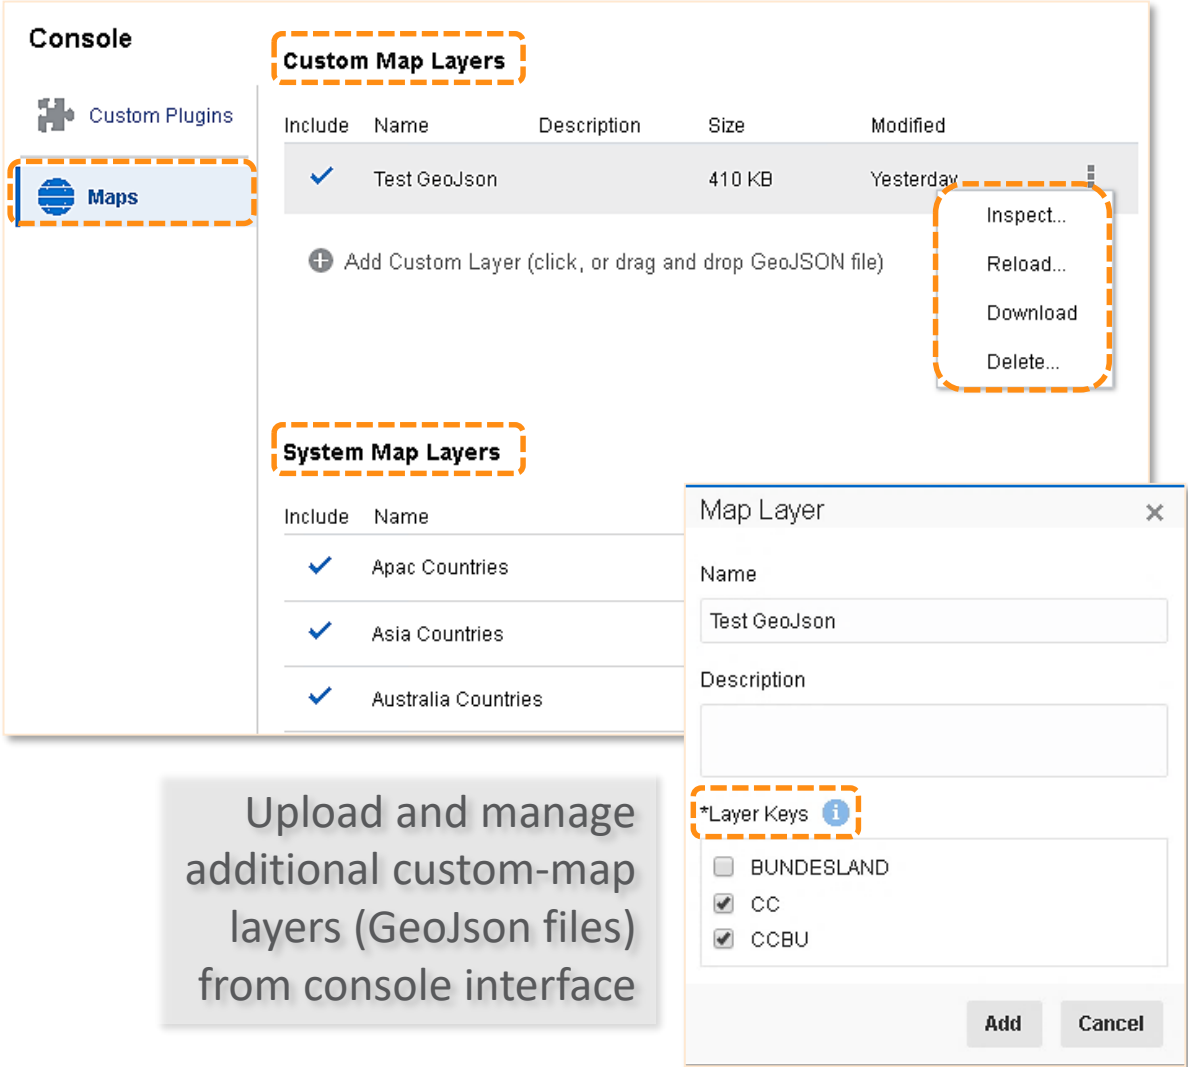 Console
Custom Plugins
Maps
Custom Map Layers
Include Name Description Size Modified
Test GeoJson 410 KB Yesterday
Inspect...
Reload...
Download
Delete...
Add Custom Layer (click, or drag and drop GeoJSON file)
System Map Layers
Include Name
Apac Countries
Asia Countries
Australia Countries
Map Layer
Name
Test GeoJson
Description
*Layer Keys i
BUNDESLAND
CC
CCBU
Add Cancel
Upload and manage
additional custom-map
layers (GeoJson files)
from console interface